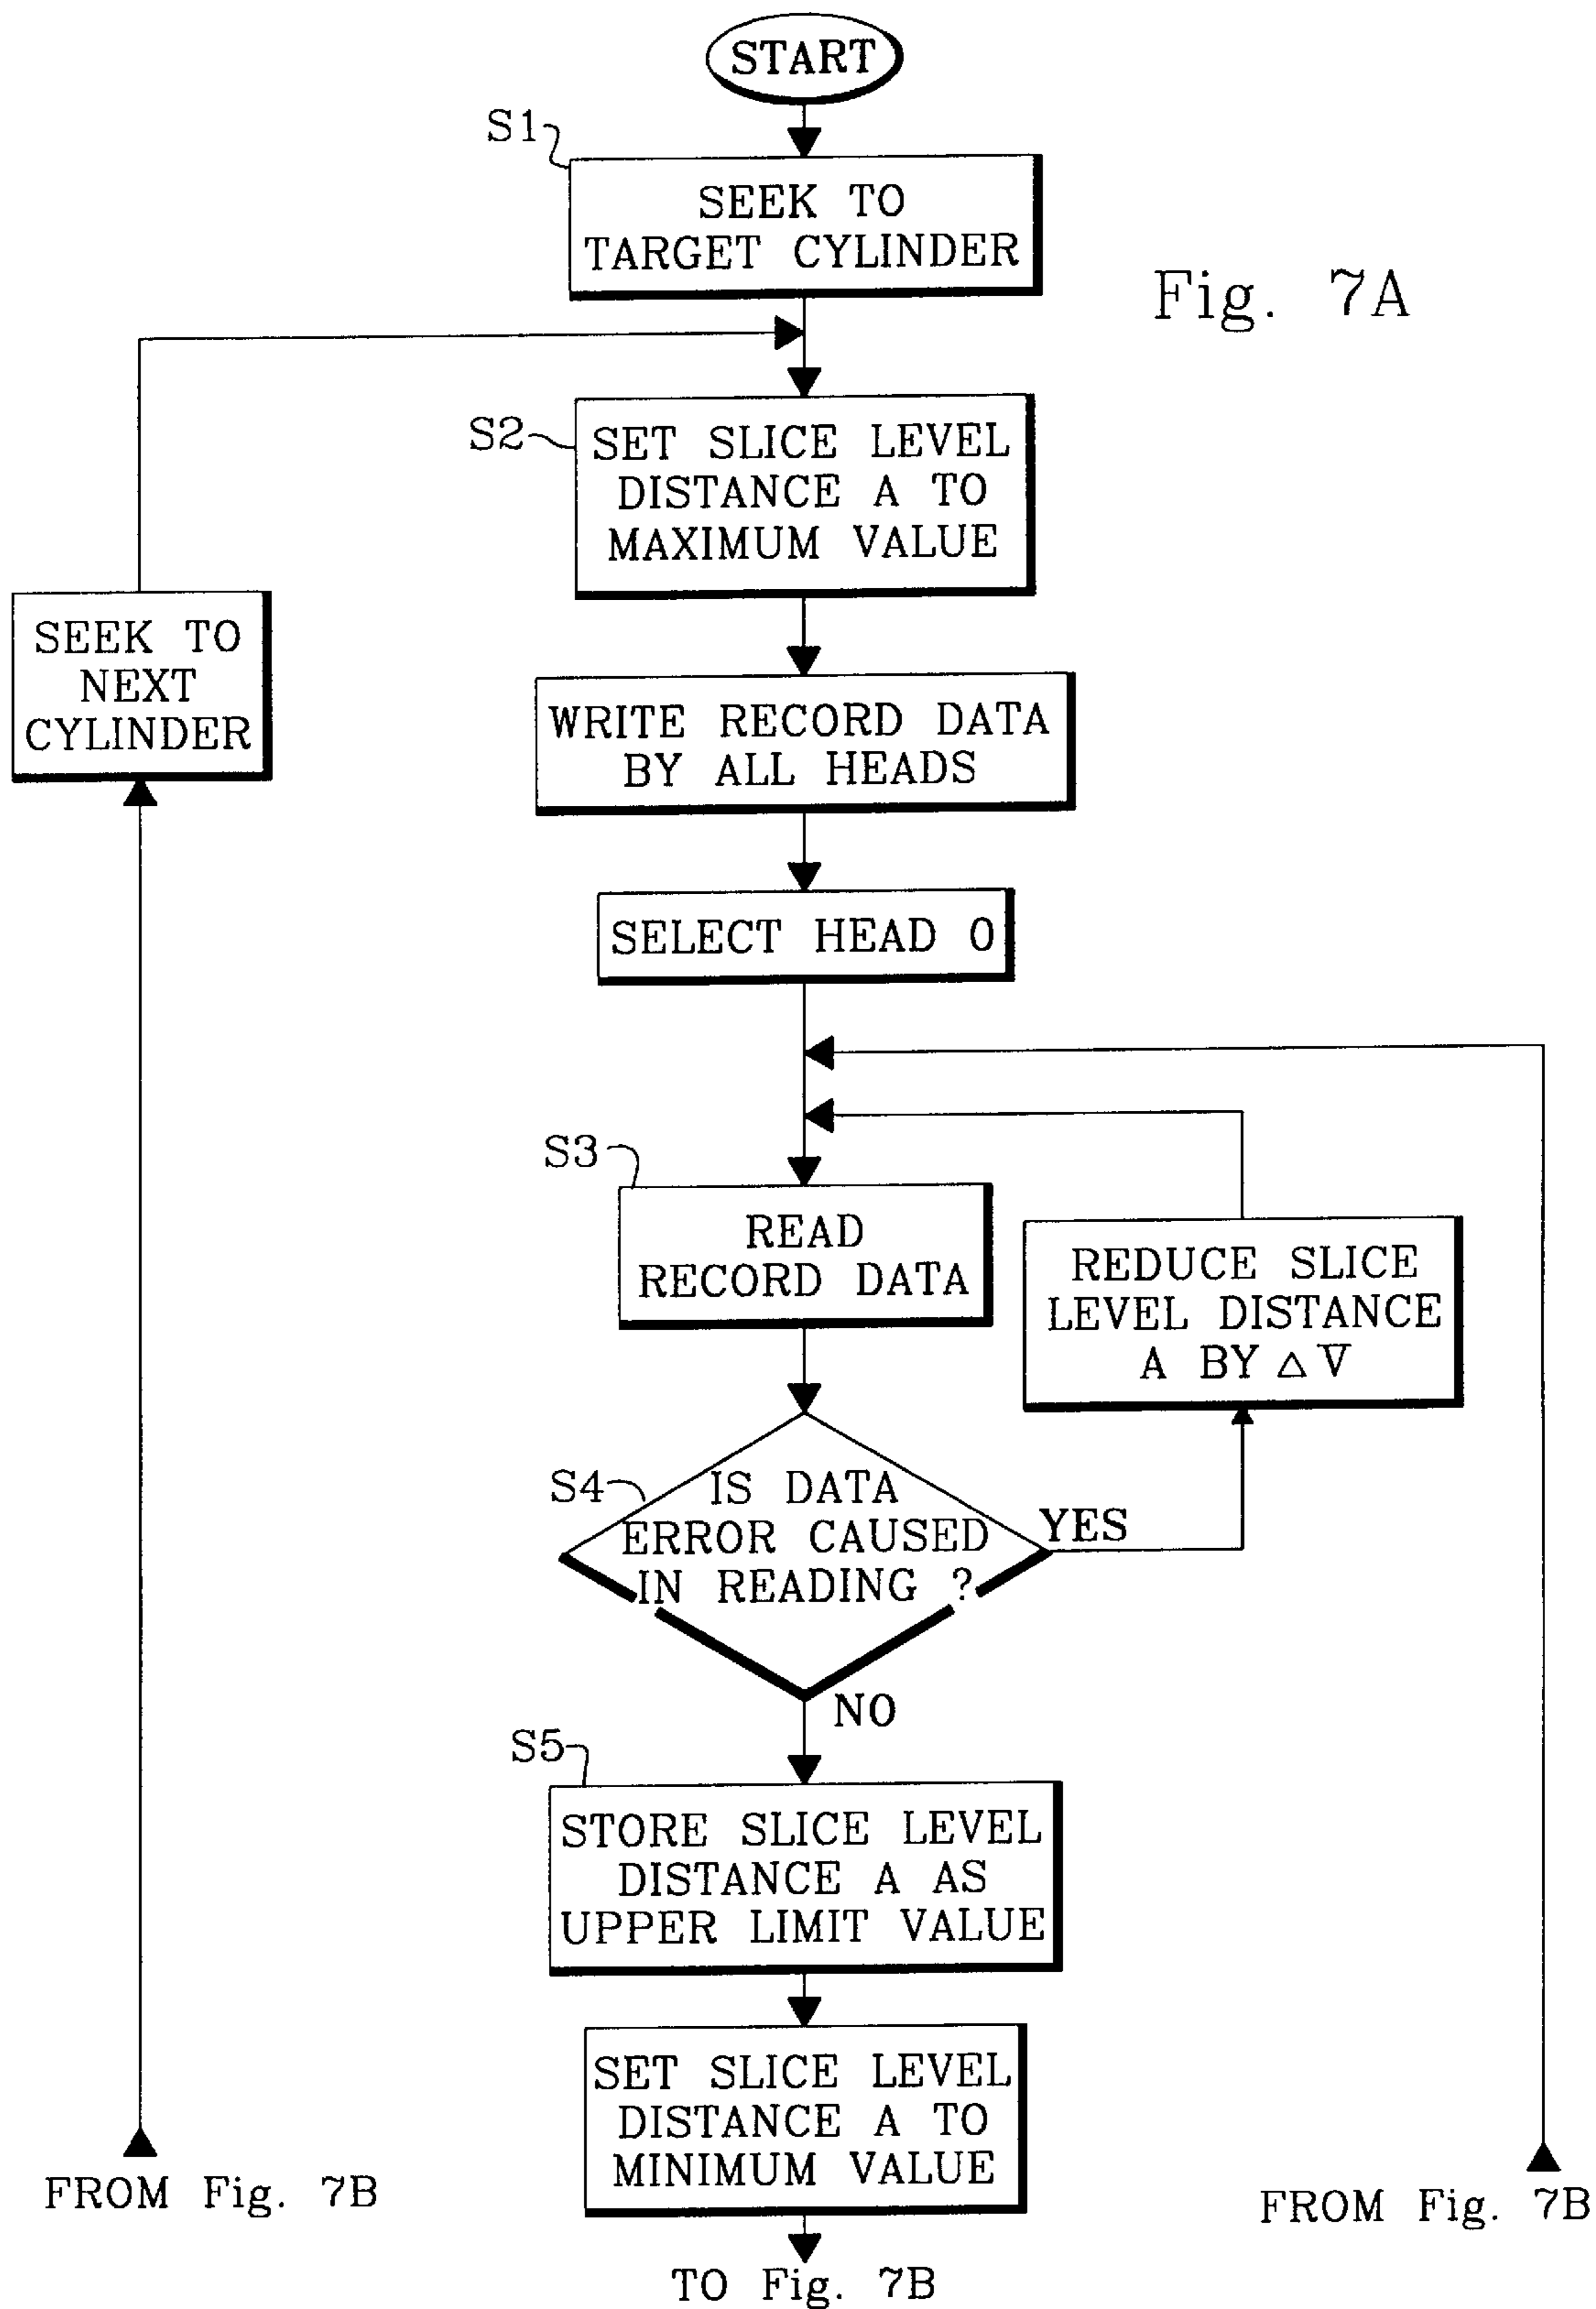 START
S1
SEEK TO
TARGET CYLINDER
Fig. 7A
S2
SET SLICE LEVEL
DISTANCE A TO
MAXIMUM VALUE
SEEK TO
NEXT
CYLINDER
WRITE RECORD DATA
BY ALL HEADS
SELECT HEAD 0
S3
READ
RECORD DATA
REDUCE SLICE
LEVEL DISTANCE
A BY △ V
S4
IS DATA
ERROR CAUSED
IN READING ?
YES
NO
S5
STORE SLICE LEVEL
DISTANCE A AS
UPPER LIMIT VALUE
SET SLICE LEVEL
DISTANCE A TO
MINIMUM VALUE
FROM Fig. 7B
FROM Fig. 7B
TO Fig. 7B